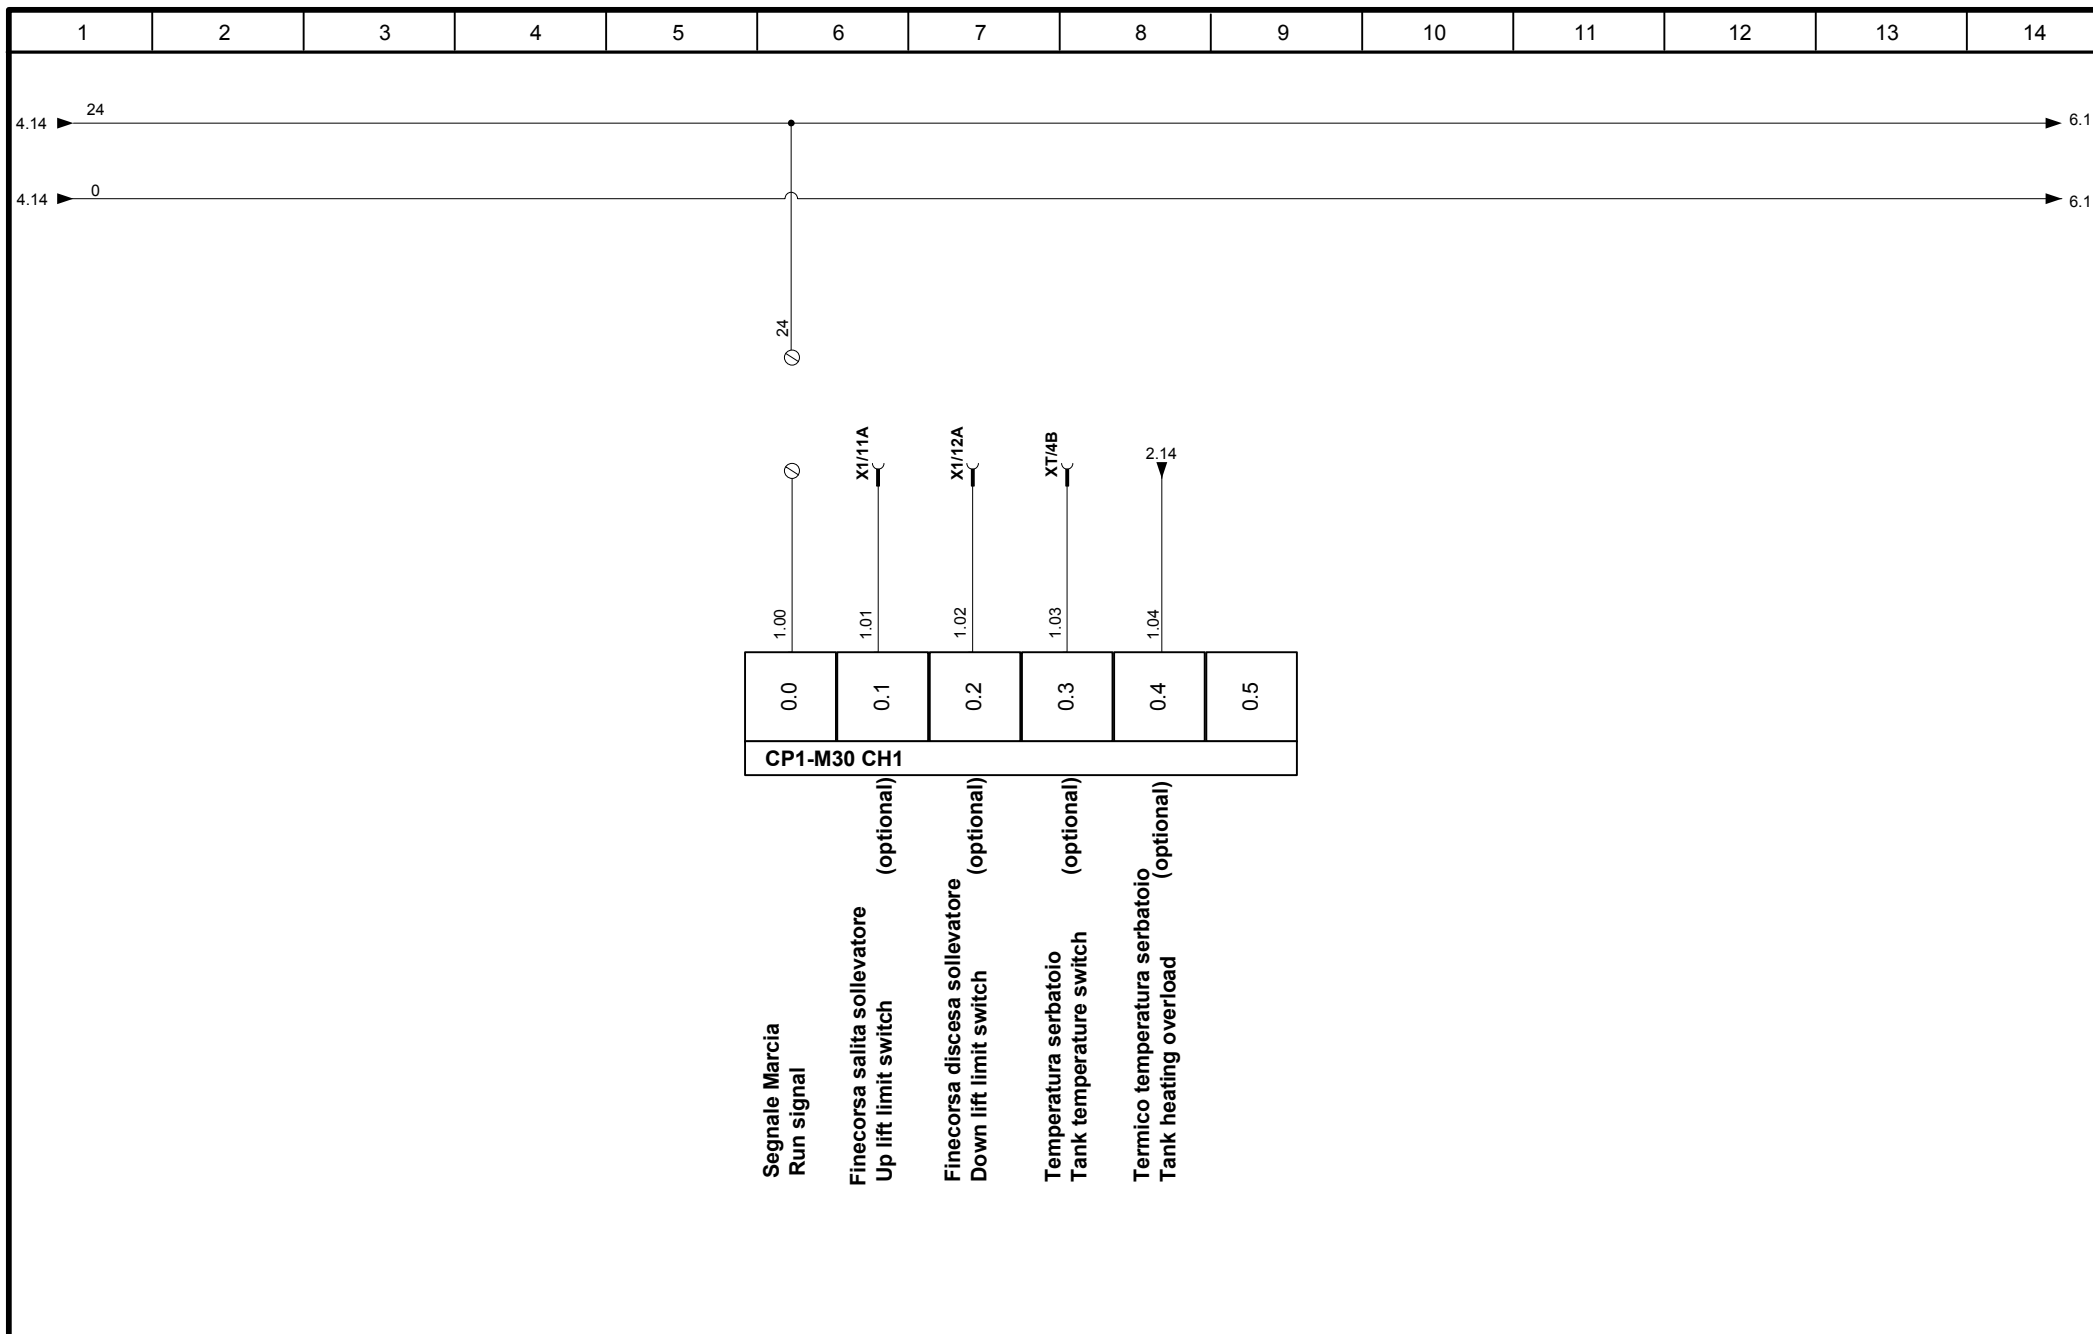 1 2 3 4 5 6 7 8 9 10 11 12 13 14
4.14 24 6.1
4.14 0 6.1
24
X1/11A
X1/12A
XT/4B
2.14
1.00
1.01
1.02
1.03
1.04
0.0
0.1
0.2
0.3
0.4
0.5
CP1-M30 CH1
Segnale Marcia
Run signal
Finecorsa salita sollevatore
Up lift limit switch (optional)
Finecorsa discesa sollevatore
Down lift limit switch (optional)
Temperatura serbatoio
Tank temperature switch (optional)
Termico temperatura serbatoio
Tank heating overload (optional)